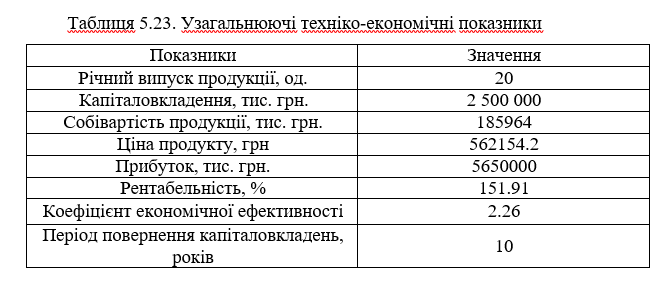 Таблиця 5.23. Узагальнюючі техніко-економічні показники
Показники Значення
Річний випуск продукції, од. 20
Капіталовкладення, тис. грн. 2 500 000
Собівартість продукції, тис. грн. 185964
Ціна продукту, грн 562154.2
Прибуток, тис. грн. 5650000
Рентабельність, % 151.91
Коефіцієнт економічної ефективності 2.26
Період повернення капіталовкладень,
років 10